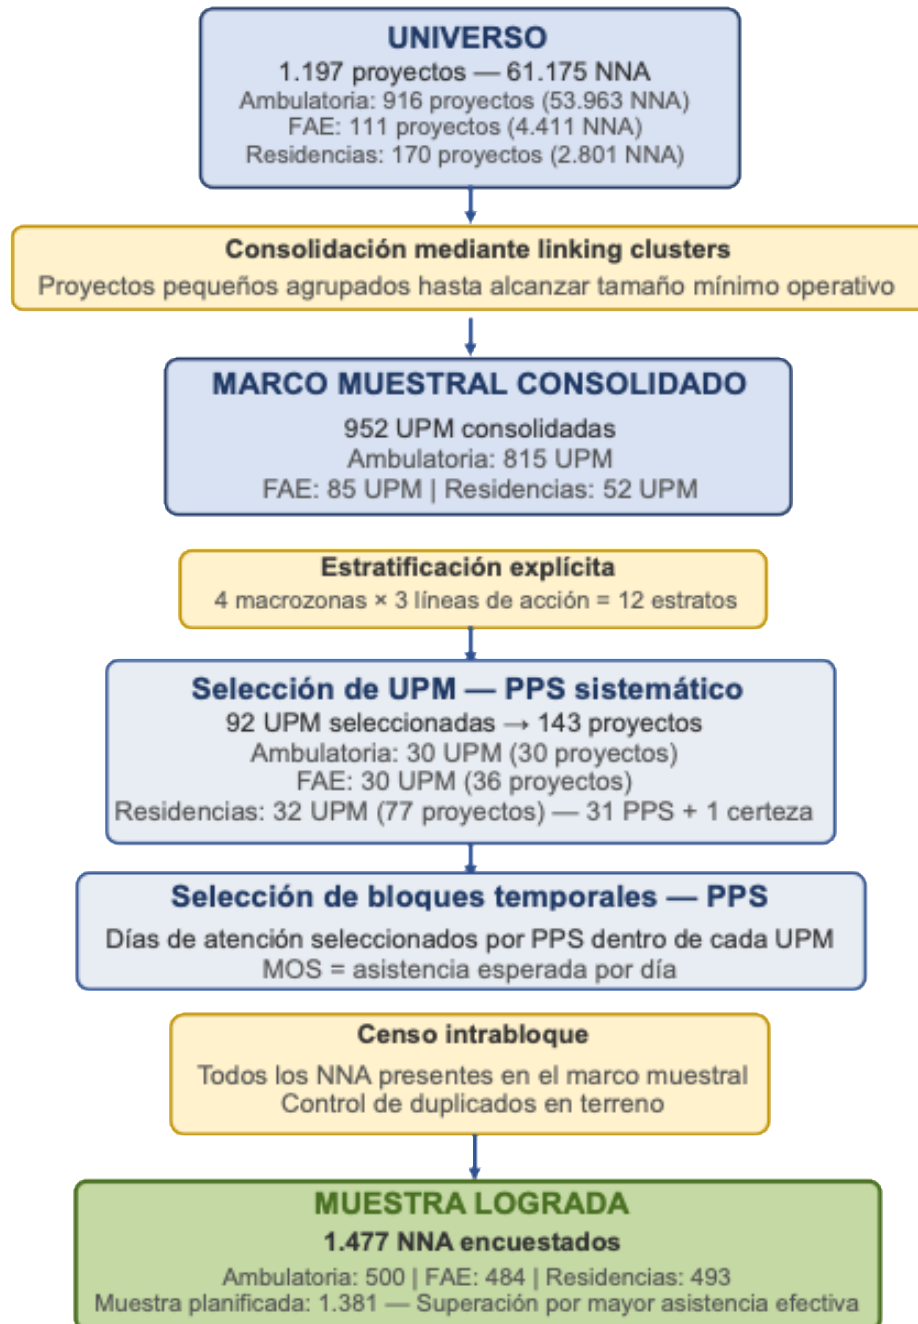 UNIVERSO
1.197 proyectos — 61.175 NNA
Ambulatoria: 916 proyectos (53.963 NNA)
FAE: 111 proyectos (4.411 NNA)
Residencias: 170 proyectos (2.801 NNA)
Consolidación mediante linking clusters
Proyectos pequeños agrupados hasta alcanzar tamaño mínimo operativo
MARCO MUESTRAL CONSOLIDADO
952 UPM consolidadas
Ambulatoria: 815 UPM
FAE: 85 UPM | Residencias: 52 UPM
Estratificación explícita
4 macrozonas × 3 líneas de acción = 12 estratos
Selección de UPM — PPS sistemático
92 UPM seleccionadas → 143 proyectos
Ambulatoria: 30 UPM (30 proyectos)
FAE: 30 UPM (36 proyectos)
Residencias: 32 UPM (77 proyectos) — 31 PPS + 1 certeza
Selección de bloques temporales — PPS
Días de atención seleccionados por PPS dentro de cada UPM
MOS = asistencia esperada por día
Censo intrabloque
Todos los NNA presentes en el marco muestral
Control de duplicados en terreno
MUESTRA LOGRADA
1.477 NNA encuestados
Ambulatoria: 500 | FAE: 484 | Residencias: 493
Muestra planificada: 1.381 — Superación por mayor asistencia efectiva